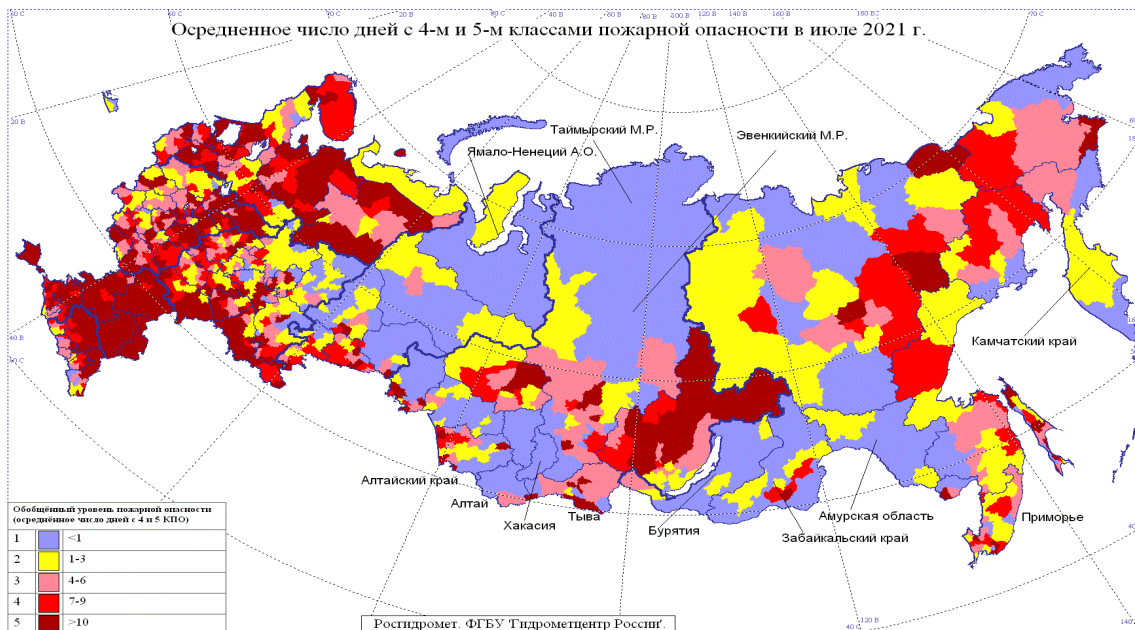 Осредненное число дней с 4-м и 5-м классами пожарной опасности в июле 2021 г.
Таймырский М.Р.
Эвенкийский М.Р.
Ямало-Ненеций А.О.
Камчатский край
Алтайский край
Алтай
Хакасия
Тыва
Бурятия
Забайкальский край
Амурская область
Приморье
Обобщённый уровень пожарной опасности
(осреднённое число дней с 4 и 5 КПО)
1 <1
2 1-3
3 4-6
4 7-9
5 >10
Росгидромет. ФГБУ 'Гидрометцентр России'.